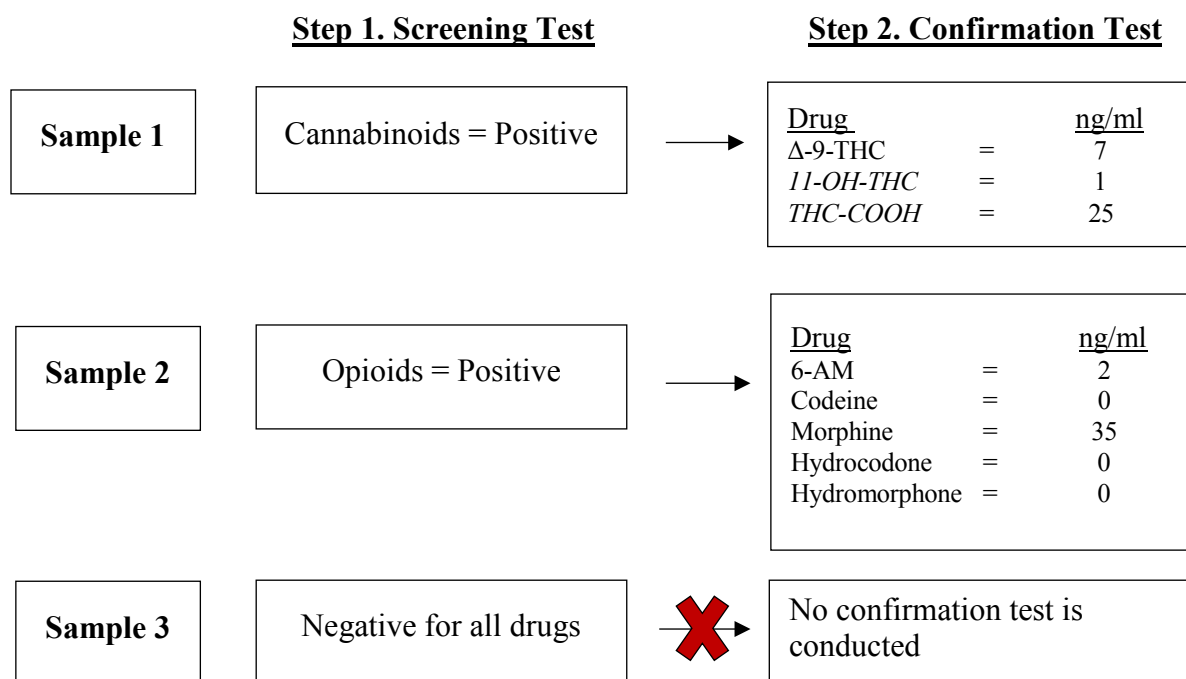 Step 1. Screening Test
Step 2. Confirmation Test
Sample 1
Cannabinoids = Positive
Drug ng/ml
Δ-9-THC = 7
11-OH-THC = 1
THC-COOH = 25
Sample 2
Opioids = Positive
Drug ng/ml
6-AM = 2
Codeine = 0
Morphine = 35
Hydrocodone = 0
Hydromorphone = 0
Sample 3
Negative for all drugs
No confirmation test is
conducted